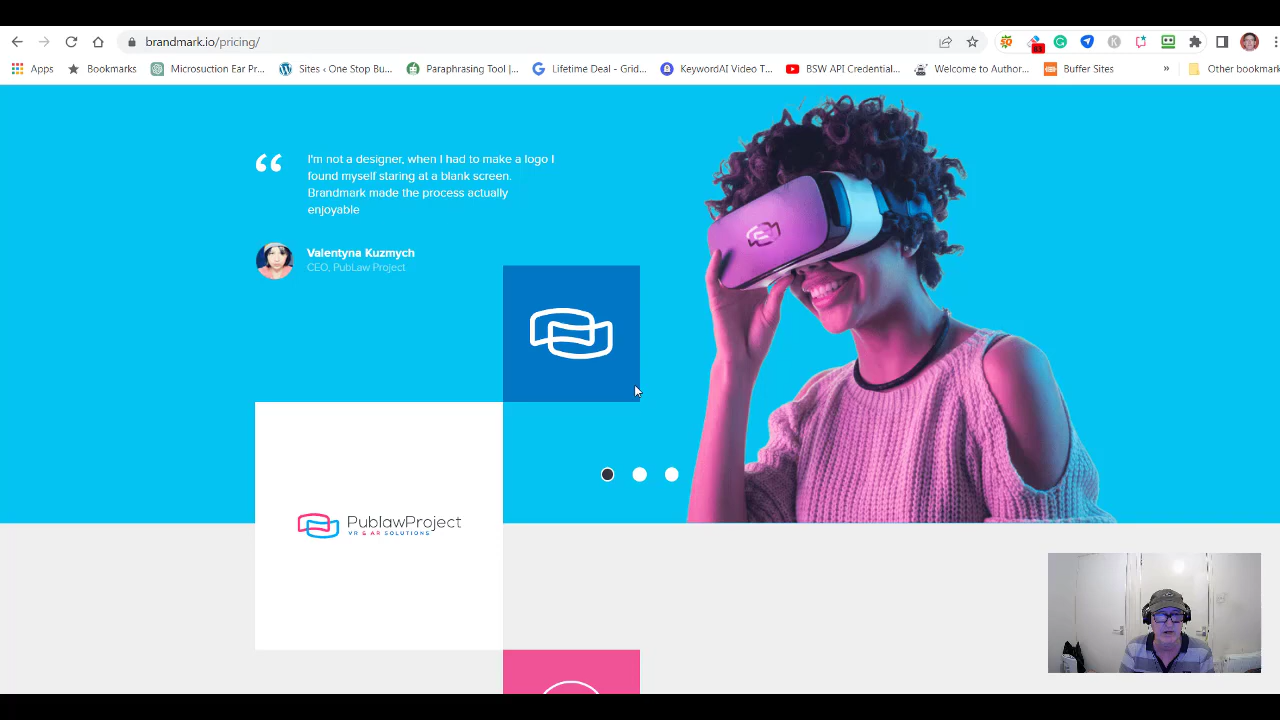 brandmark.io/pricing/
83
Apps
Bookmarks
Microsuction Ear Pr...
Sites ‹ One Stop Bu...
Paraphrasing Tool |...
Lifetime Deal - Grid...
KeywordAI Video T...
BSW API Credential...
Welcome to Author...
Buffer Sites
»
Other bookmark
“
I'm not a designer, when I had to make a logo I
found myself staring at a blank screen.
Brandmark made the process actually
enjoyable
Valentyna Kuzmych
CEO, PubLaw Project
PublawProject
VR & AR SOLUTIONS